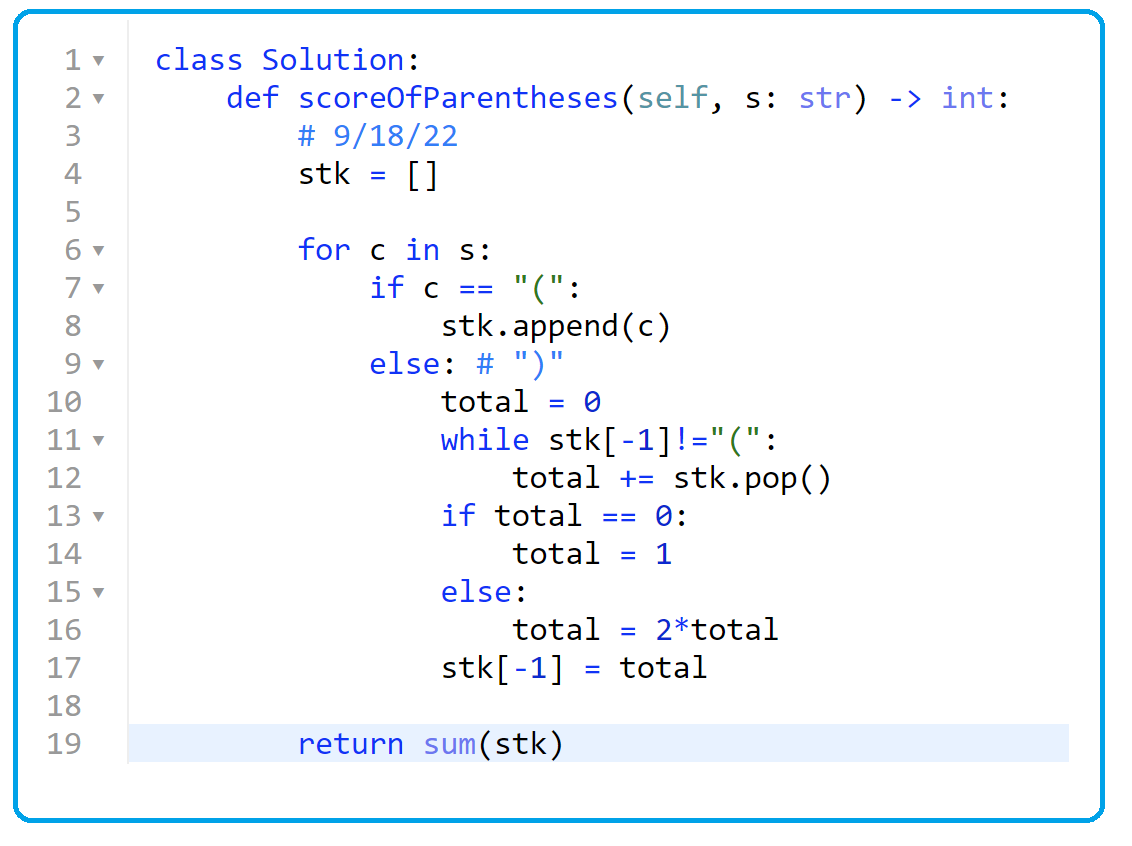 1 class Solution:
2     def scoreOfParentheses(self, s: str) -> int:
3         # 9/18/22
4         stk = []
5
6         for c in s:
7             if c == "(":
8                 stk.append(c)
9             else: # ")"
10                 total = 0
11                 while stk[-1]!="(":
12                     total += stk.pop()
13                 if total == 0:
14                     total = 1
15                 else:
16                     total = 2*total
17                 stk[-1] = total
18
19         return sum(stk)